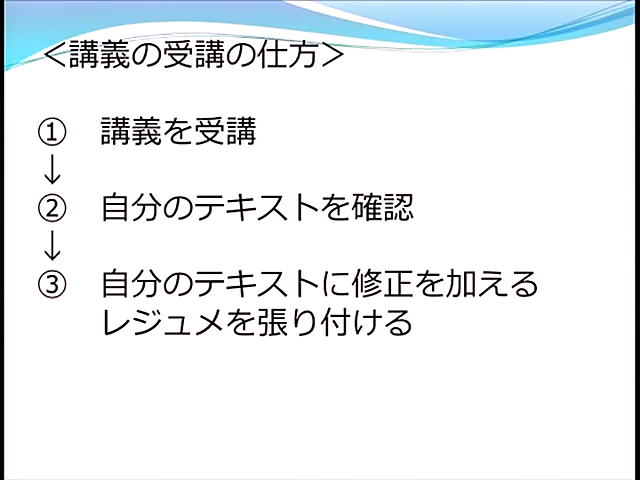 ＜講義の受講の仕方＞
①　講義を受講
↓
②　自分のテキストを確認
↓
③　自分のテキストに修正を加える
レジュメを張り付ける